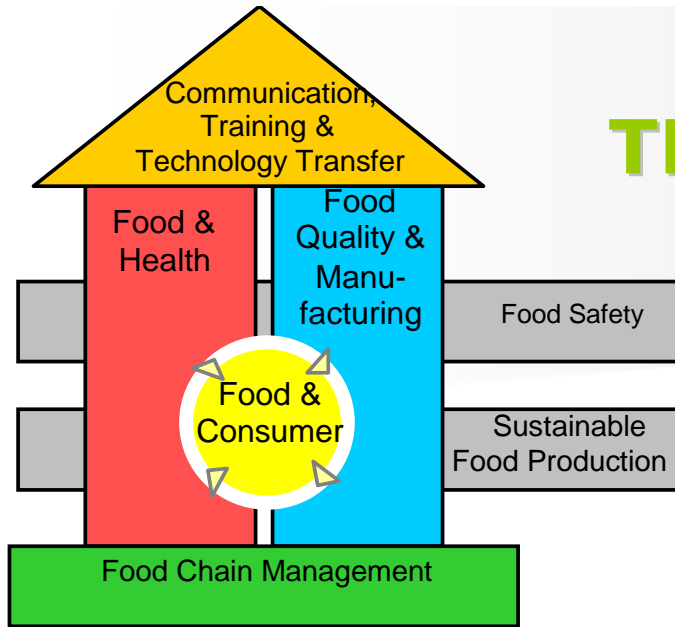 Communication,
Training &
Technology Transfer
Food &
Health
Food
Quality &
Manu-
facturing
Food Safety
Food &
Consumer
Sustainable
Food Production
Food Chain Management